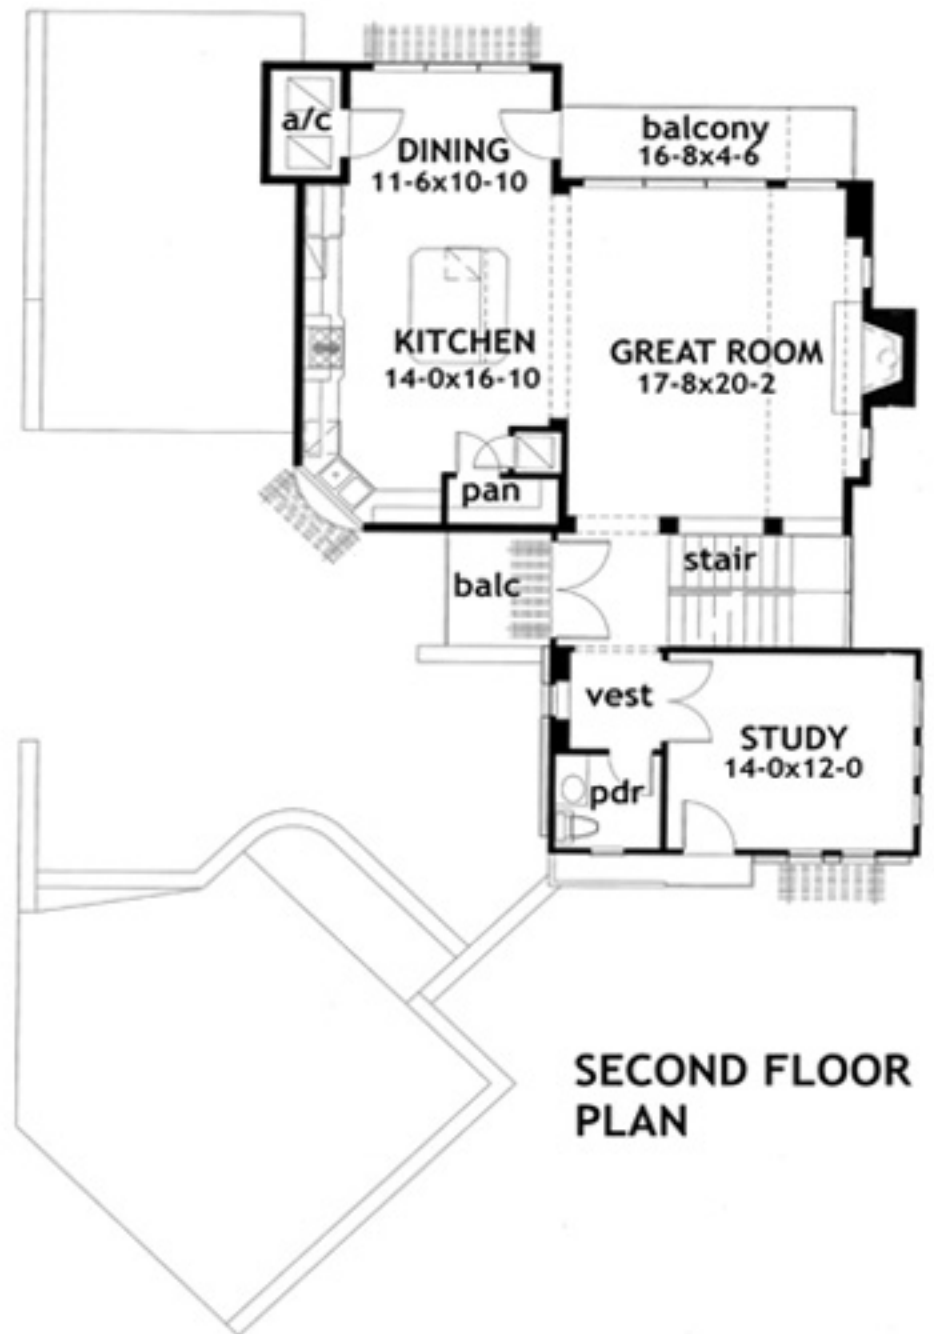 a/c
DINING
11-6x10-10
balcony
16-8x4-6
KITCHEN
14-0x16-10
GREAT ROOM
17-8x20-2
pan
balc
stair
vest
STUDY
14-0x12-0
pdr
SECOND FLOOR
PLAN